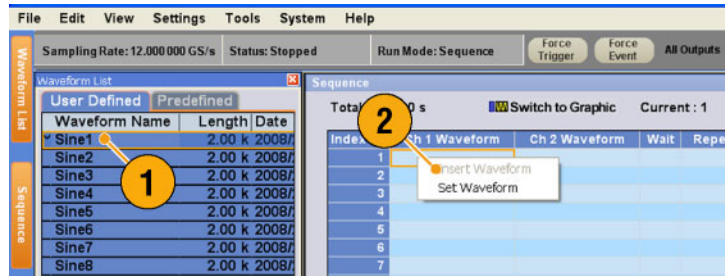 File Edit View Settings Tools System Help
Sampling Rate: 12.000 000 GS/s Status: Stopped Run Mode: Sequence Force Trigger Force Event All Outputs
Waveform List
Sequence
Waveform List
User Defined Predefined
Waveform Name Length Date
Sine1 2.00 k 2008/
Sine2 2.00 k 2008/
Sine3 2.00 k 2008/
Sine4 2.00 k 2008/
Sine5 2.00 k 2008/
Sine6 2.00 k 2008/
Sine7 2.00 k 2008/
Sine8 2.00 k 2008/
1
Sequence
0 s Switch to Graphic Current : 1
Index Ch 1 Waveform Ch 2 Waveform Wait Repe
1
2
3
4
5
6
7
2
Insert Waveform
Set Waveform